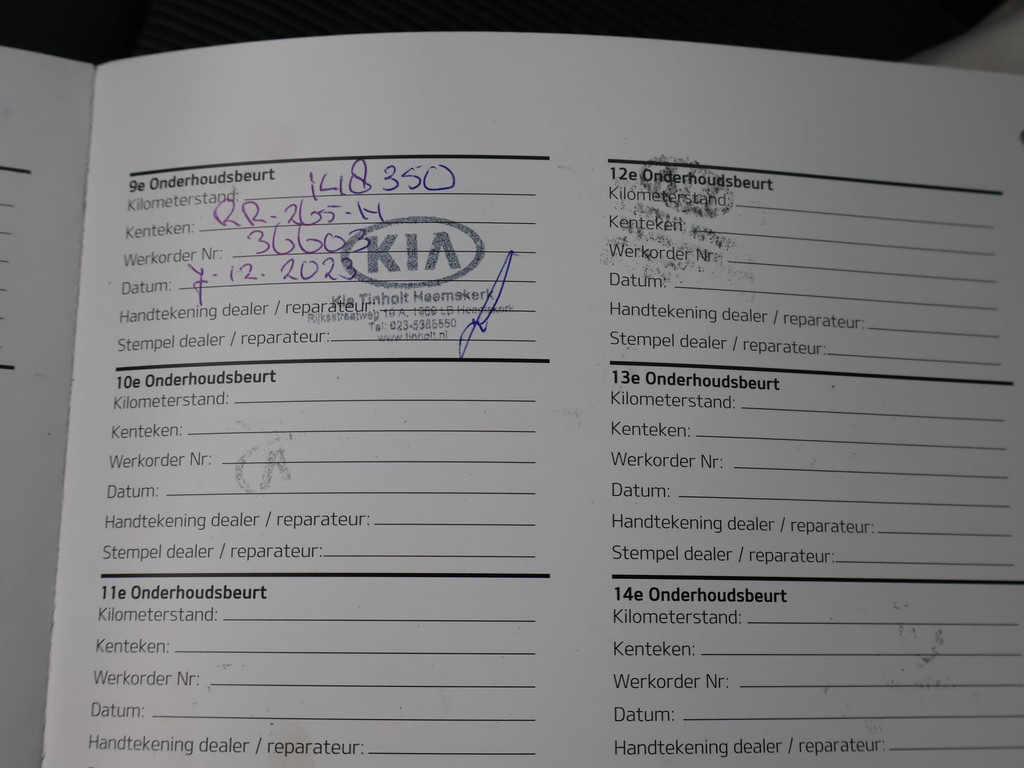 9e Onderhoudsbeurt
Kilometerstand: 148350
Kenteken: RR-265-H
Werkorder Nr: 36603
Datum: 7-12-2023
Handtekening dealer / reparateur:
Stempel dealer / reparateur:
KIA
Kia Tinholt Heemskerk
Rijksstraatweg
Tel: 023-5385550
www.tinholt.nl
10e Onderhoudsbeurt
Kilometerstand:
Kenteken:
Werkorder Nr:
Datum:
Handtekening dealer / reparateur:
Stempel dealer / reparateur:
11e Onderhoudsbeurt
Kilometerstand:
Kenteken:
Werkorder Nr:
Datum:
Handtekening dealer / reparateur:
12e Onderhoudsbeurt
Kilometerstand:
Kenteken:
Werkorder Nr:
Datum:
Handtekening dealer / reparateur:
Stempel dealer / reparateur:
13e Onderhoudsbeurt
Kilometerstand:
Kenteken:
Werkorder Nr:
Datum:
Handtekening dealer / reparateur:
Stempel dealer / reparateur:
14e Onderhoudsbeurt
Kilometerstand:
Kenteken:
Werkorder Nr:
Datum:
Handtekening dealer / reparateur: